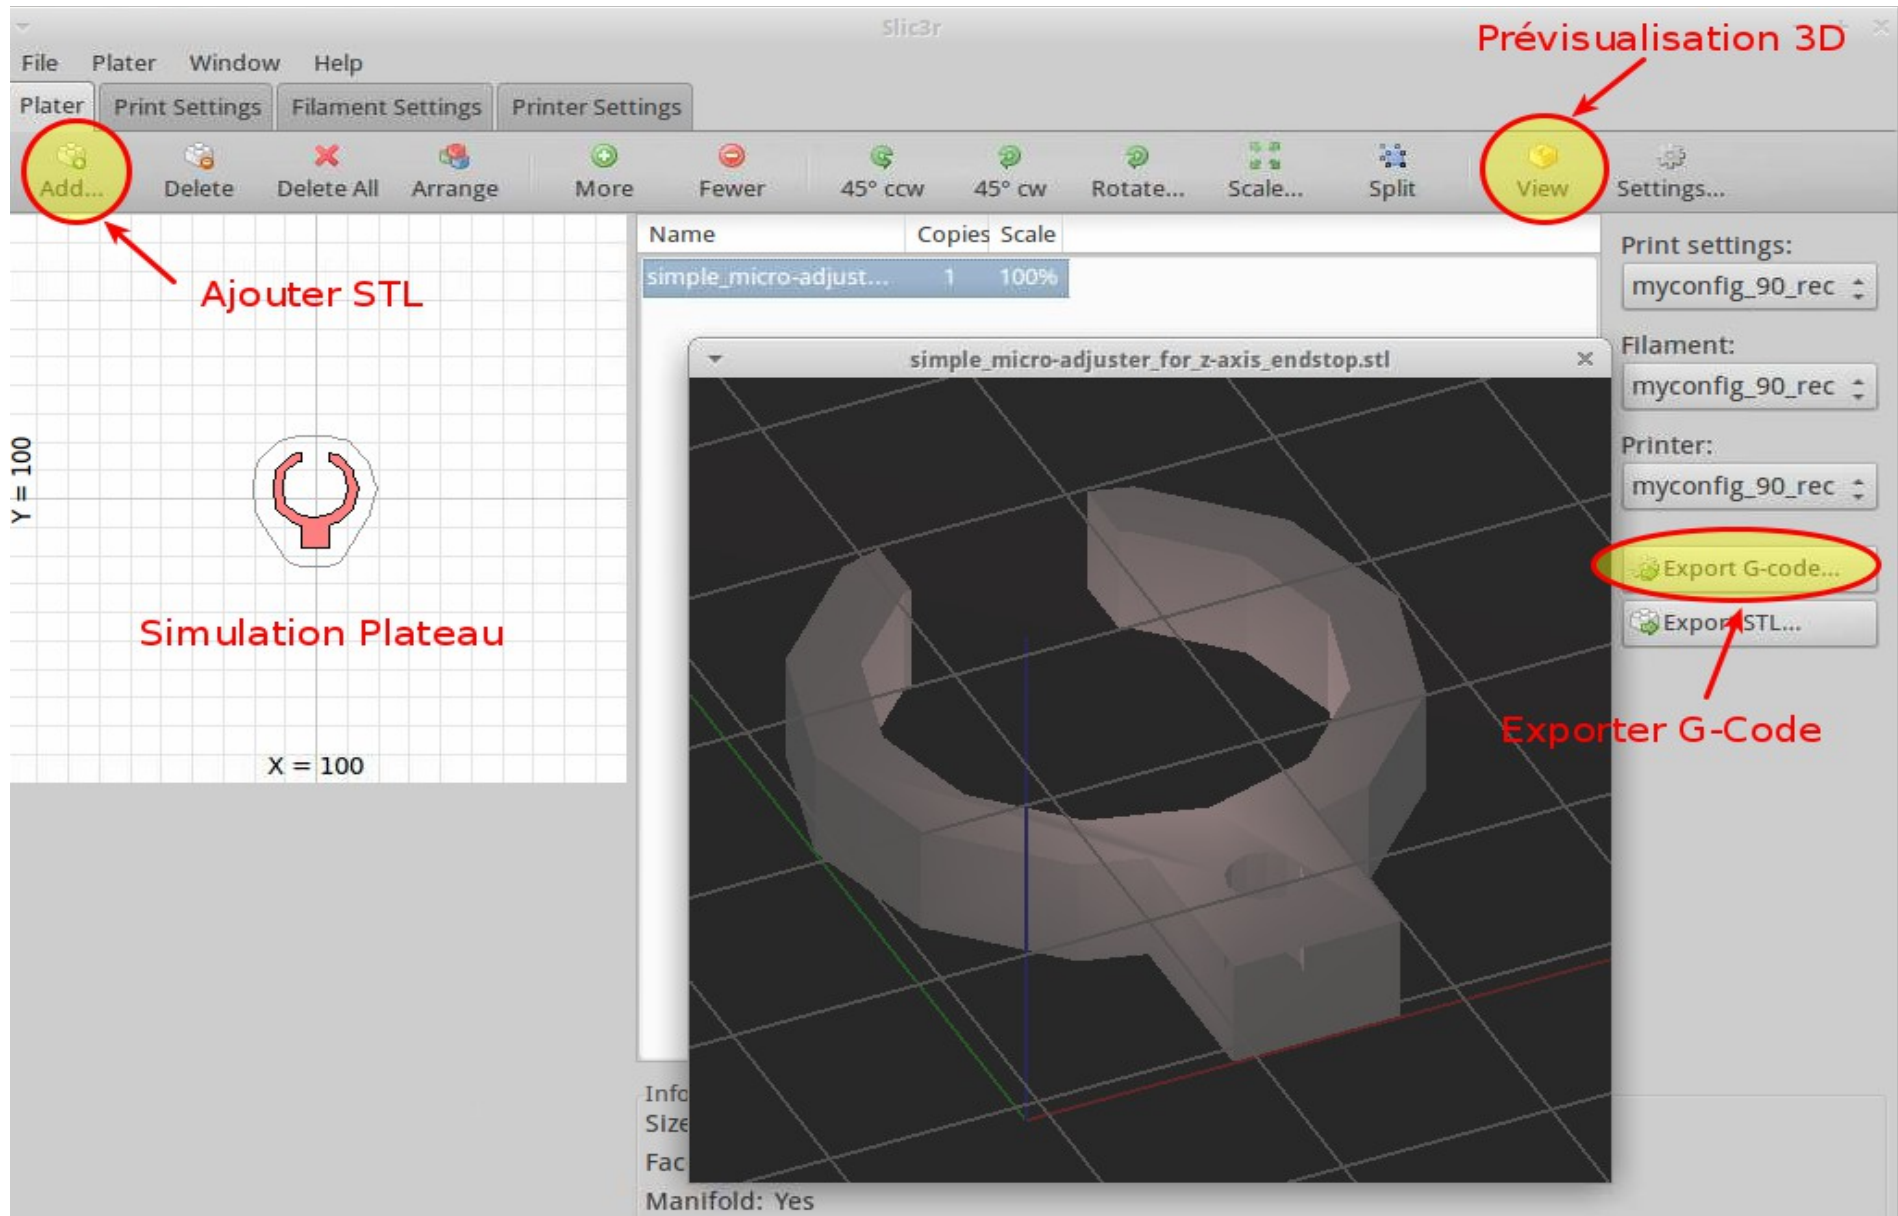 Slic3r
Prévisualisation 3D
File Plater Window Help
Plater Print Settings Filament Settings Printer Settings
Add... Delete Delete All Arrange More Fewer 45° ccw 45° cw Rotate... Scale... Split View Settings...
Name Copies Scale
simple_micro-adjust... 1 100%
Ajouter STL
Simulation Plateau
Y = 100
X = 100
simple_micro-adjuster_for_z-axis_endstop.stl
Print settings:
myconfig_90_rec
Filament:
myconfig_90_rec
Printer:
myconfig_90_rec
Export G-code...
Export STL...
Exporter G-Code
Info
Size
Fac
Manifold: Yes